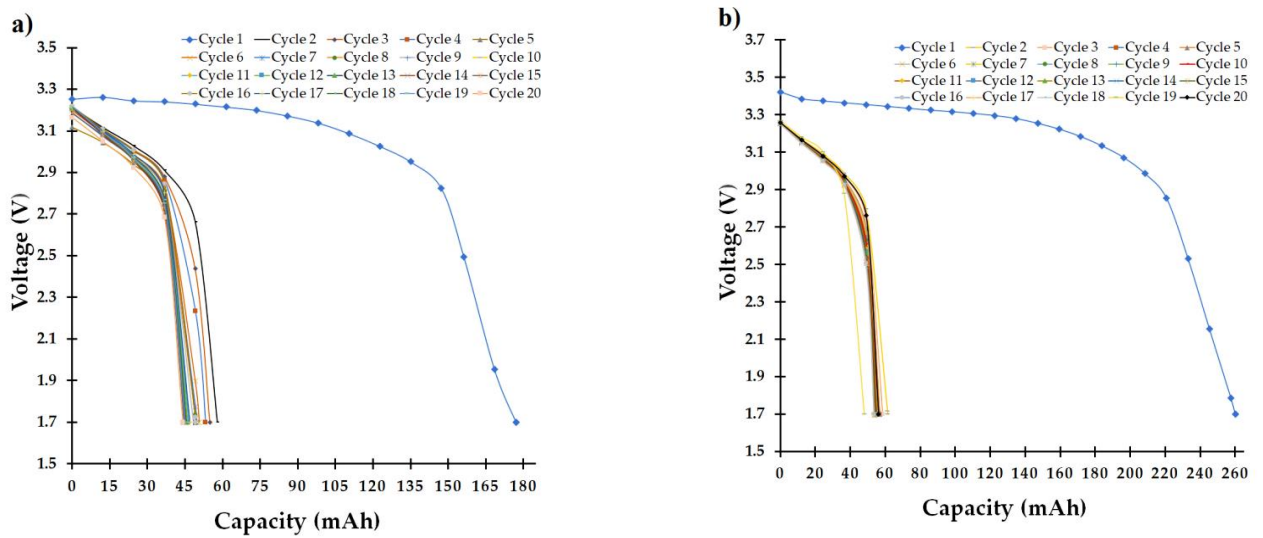 a)
Cycle 1 Cycle 2 Cycle 3 Cycle 4 Cycle 5
Cycle 6 Cycle 7 Cycle 8 Cycle 9 Cycle 10
Cycle 11 Cycle 12 Cycle 13 Cycle 14 Cycle 15
Cycle 16 Cycle 17 Cycle 18 Cycle 19 Cycle 20
Voltage (V)
3.5
3.3
3.1
2.9
2.7
2.5
2.3
2.1
1.9
1.7
1.5
0 15 30 45 60 75 90 105 120 135 150 165 180
Capacity (mAh)
b)
Cycle 1 Cycle 2 Cycle 3 Cycle 4 Cycle 5
Cycle 6 Cycle 7 Cycle 8 Cycle 9 Cycle 10
Cycle 11 Cycle 12 Cycle 13 Cycle 14 Cycle 15
Cycle 16 Cycle 17 Cycle 18 Cycle 19 Cycle 20
Voltage (V)
3.7
3.5
3.3
3.1
2.9
2.7
2.5
2.3
2.1
1.9
1.7
1.5
0 20 40 60 80 100 120 140 160 180 200 220 240 260
Capacity (mAh)